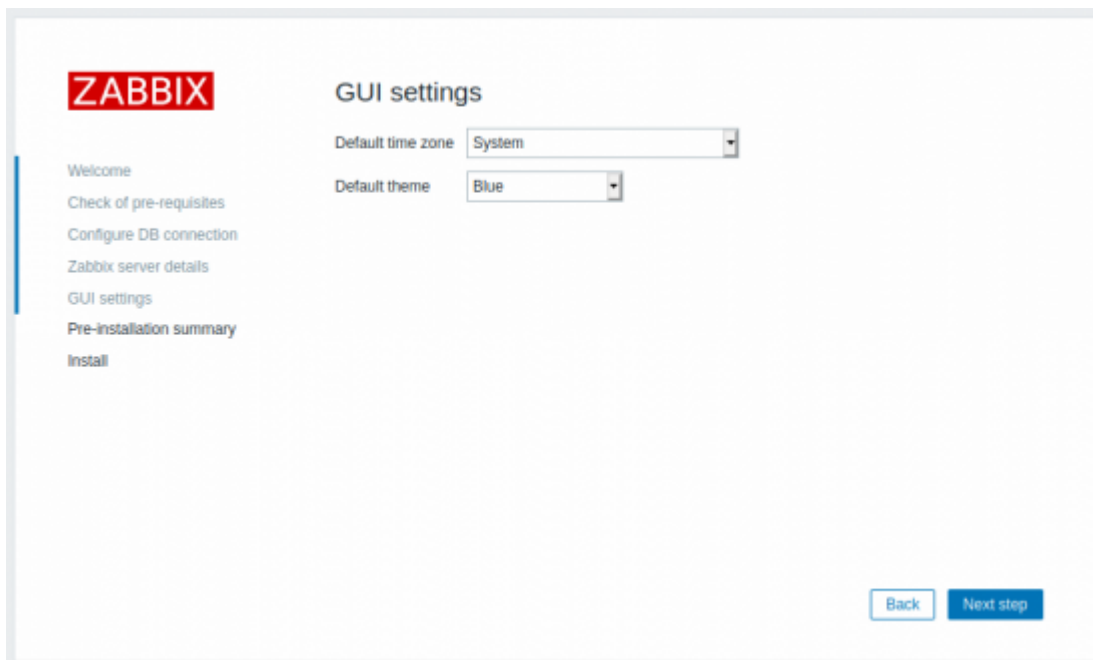 ZABBIX
Welcome
Check of pre-requisites
Configure DB connection
Zabbix server details
GUI settings
Pre-installation summary
Install
GUI settings
Default time zone System
Default theme Blue
Back Next step